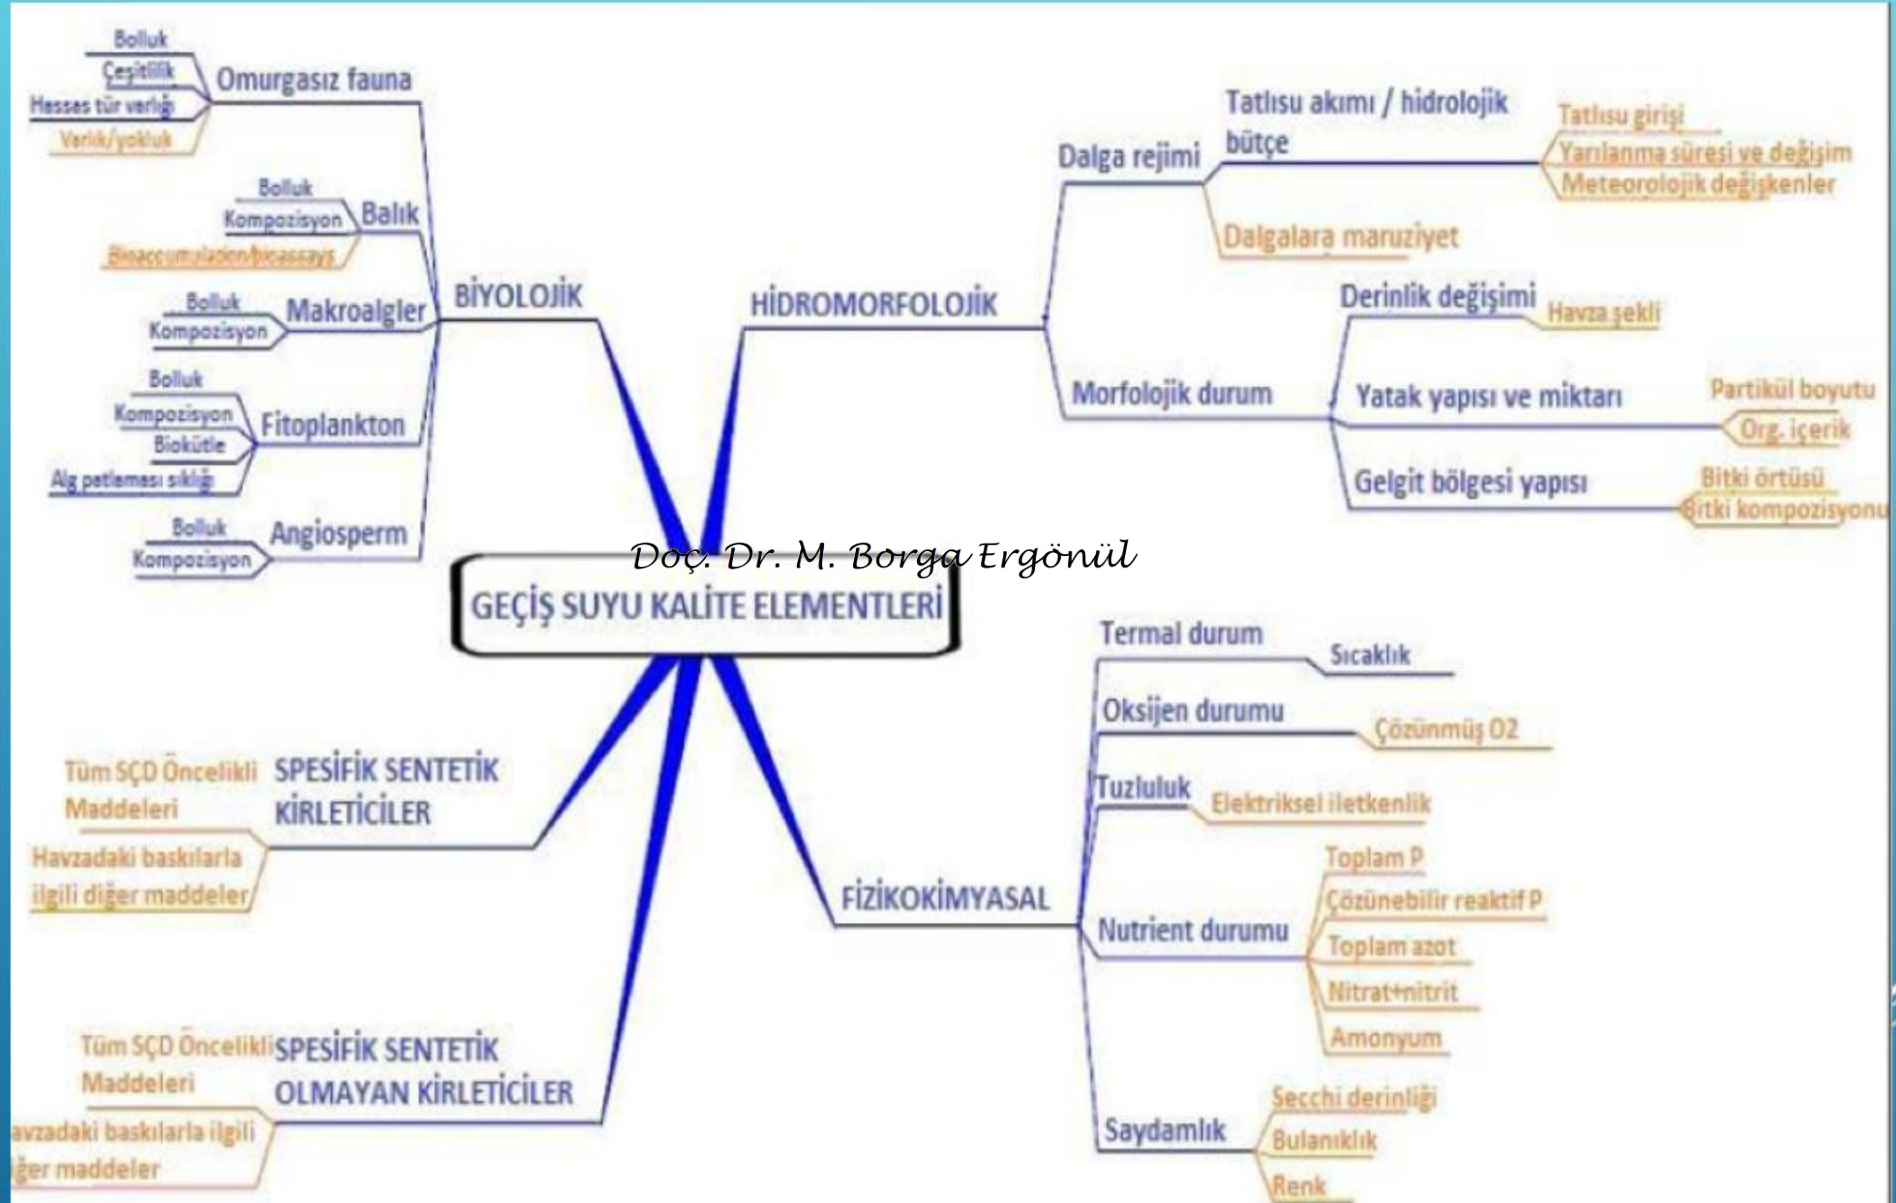 Bolluk
Çeşitlilik
Hassas tür varlığı
Varlık/yokluk
Omurgasız fauna
Bolluk
Kompozisyon
Bioaccumulation/bioassays
Balık
Bolluk
Kompozisyon
Makroalgler
Bolluk
Kompozisyon
Biokütle
Alg patlaması sıklığı
Fitoplankton
Bolluk
Kompozisyon
Angiosperm
BİYOLOJİK
HİDROMORFOLOJİK
Dalga rejimi
Tatlısu akımı / hidrolojik
bütçe
Tatlısu girişi
Yarılanma süresi ve değişim
Meteorolojik değişkenler
Dalgalara maruziyet
Morfolojik durum
Derinlik değişimi
Havza şekli
Yatak yapısı ve miktarı
Partikül boyutu
Org. içerik
Gelgit bölgesi yapısı
Bitki örtüsü
Bitki kompozisyonu
Doç. Dr. M. Borga Ergönül
GEÇİŞ SUYU KALİTE ELEMENTLERİ
Tüm SÇD Öncelikli
Maddeleri
Havzadaki baskılarla
ilgili diğer maddeler
SPESİFİK SENTETİK
KİRLETİCİLER
Tüm SÇD Öncelikli
Maddeleri
avzadaki baskılarla ilgili
iğer maddeler
SPESİFİK SENTETİK
OLMAYAN KİRLETİCİLER
FİZİKOKİMYASAL
Termal durum
Sıcaklık
Oksijen durumu
Çözünmüş O2
Tuzluluk
Elektriksel iletkenlik
Nutrient durumu
Toplam P
Çözünebilir reaktif P
Toplam azot
Nitrat+nitrit
Amonyum
Saydamlık
Secchi derinliği
Bulanıklık
Renk